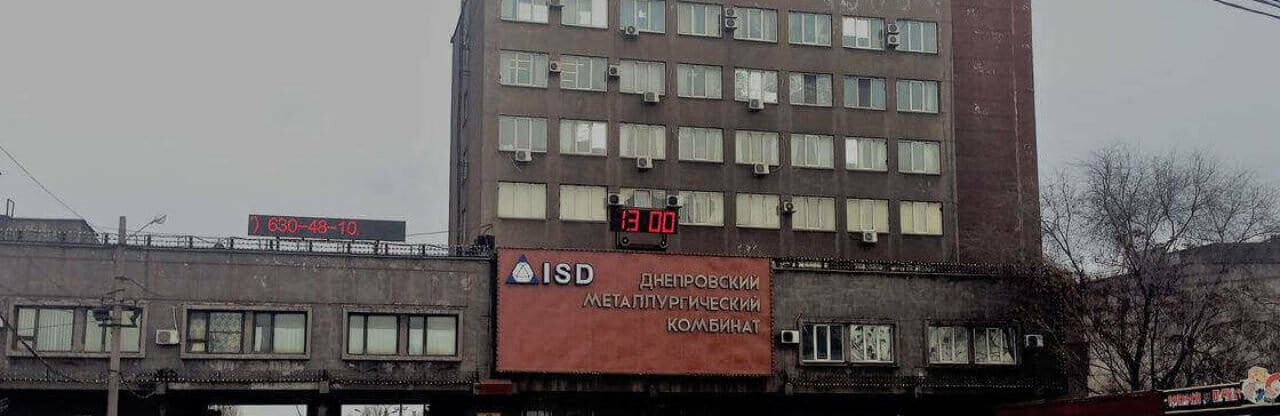 ) 630-48-10
13 00
ISD
ДНЕПРОВСКИЙ
МЕТАЛЛУРГИЧЕСКИЙ
КОМБИНАТ